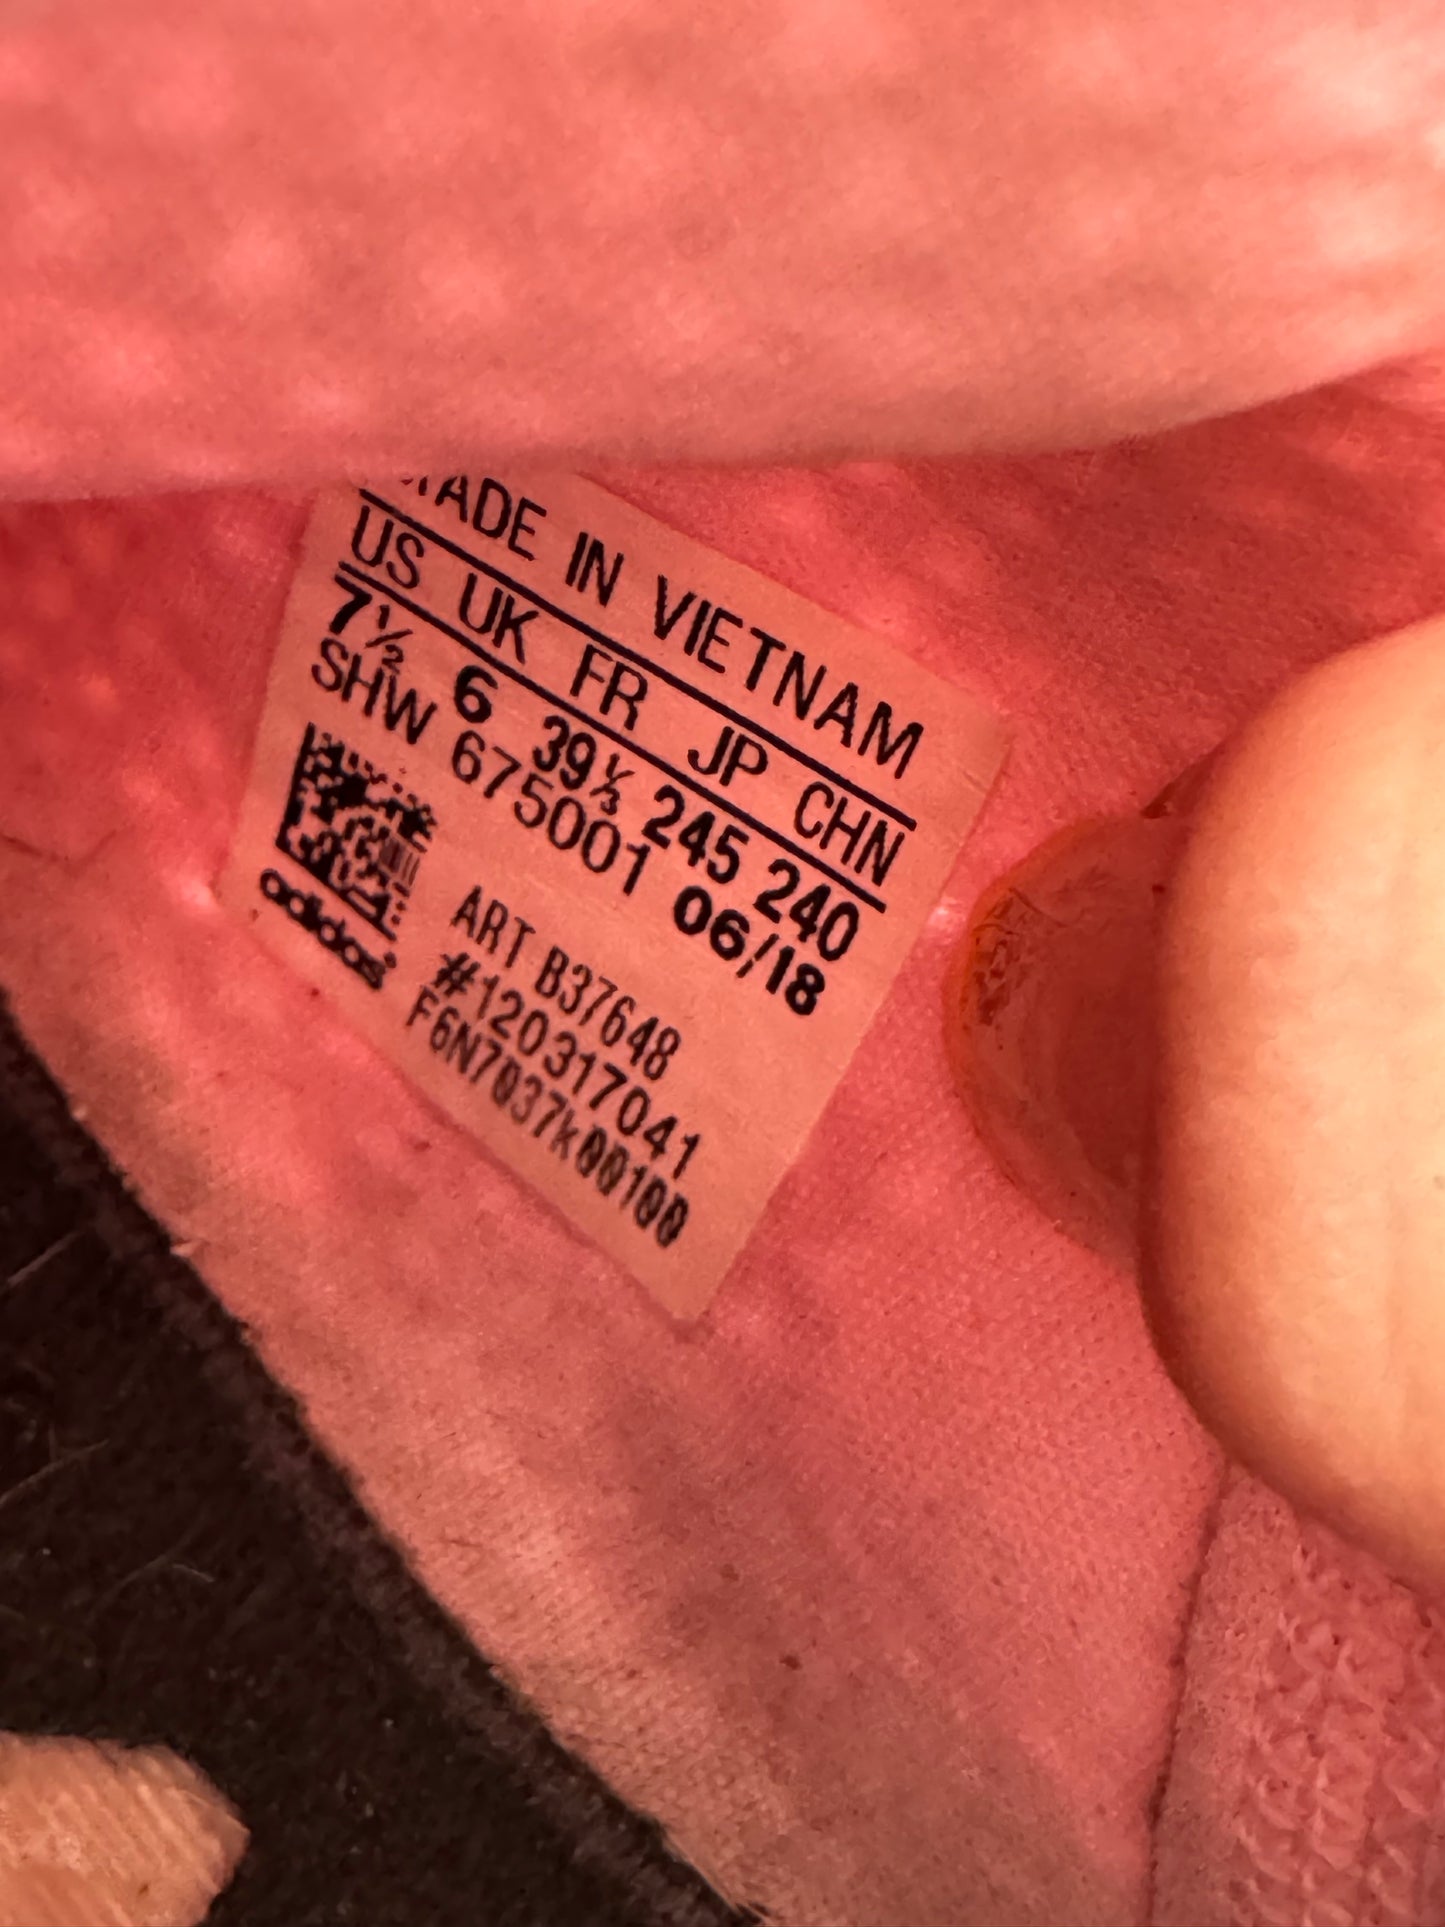 MADE IN VIETNAM
US UK FR JP CHN
7½ 6 39⅓ 245 240
SHW 675001 06/18
ART B37648
#120317041
F6N7037k00100
adidas